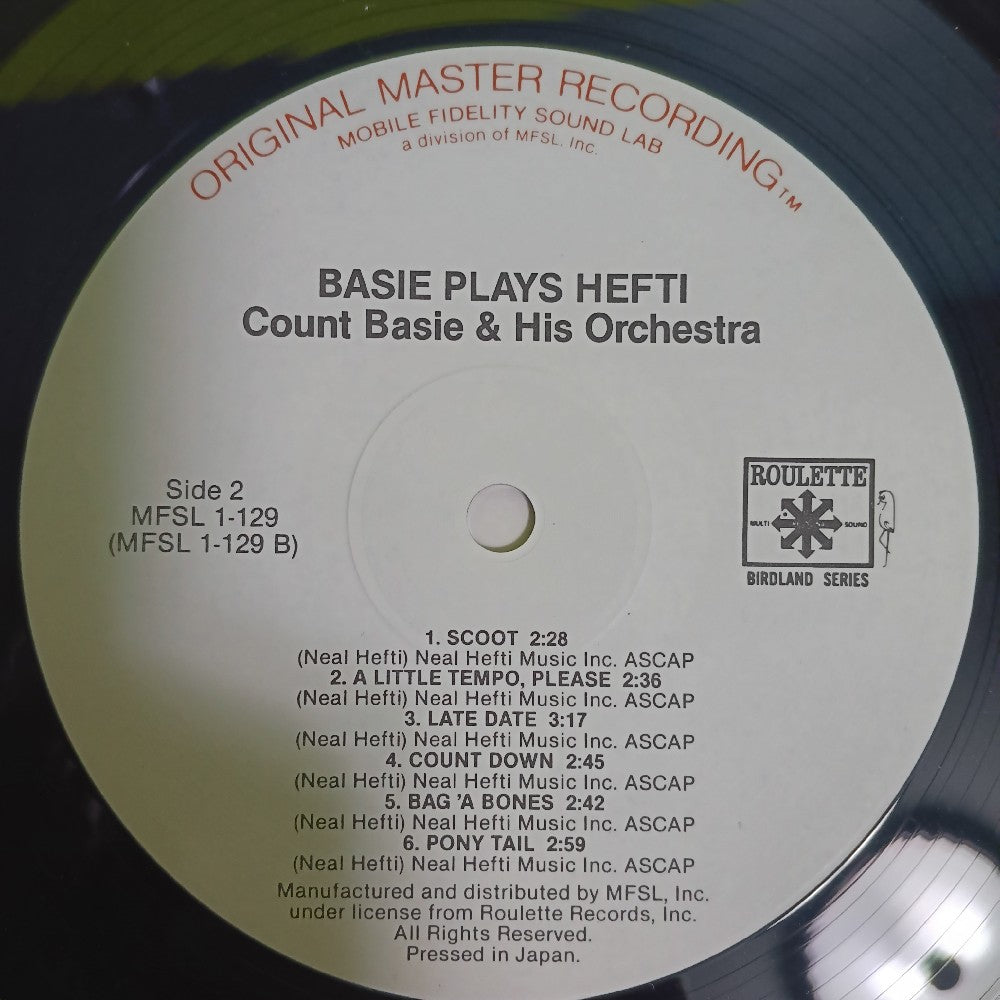 ORIGINAL MASTER RECORDING™
MOBILE FIDELITY SOUND LAB
a division of MFSL, Inc.
BASIE PLAYS HEFTI
Count Basie & His Orchestra
Side 2
MFSL 1-129
(MFSL 1-129 B)
ROULETTE
MULTI SOUND
BIRDLAND SERIES
1. SCOOT 2:28
(Neal Hefti) Neal Hefti Music Inc. ASCAP
2. A LITTLE TEMPO, PLEASE 2:36
(Neal Hefti) Neal Hefti Music Inc. ASCAP
3. LATE DATE 3:17
(Neal Hefti) Neal Hefti Music Inc. ASCAP
4. COUNT DOWN 2:45
(Neal Hefti) Neal Hefti Music Inc. ASCAP
5. BAG 'A BONES 2:42
(Neal Hefti) Neal Hefti Music Inc. ASCAP
6. PONY TAIL 2:59
(Neal Hefti) Neal Hefti Music Inc. ASCAP
Manufactured and distributed by MFSL, Inc.
under license from Roulette Records, Inc.
All Rights Reserved.
Pressed in Japan.